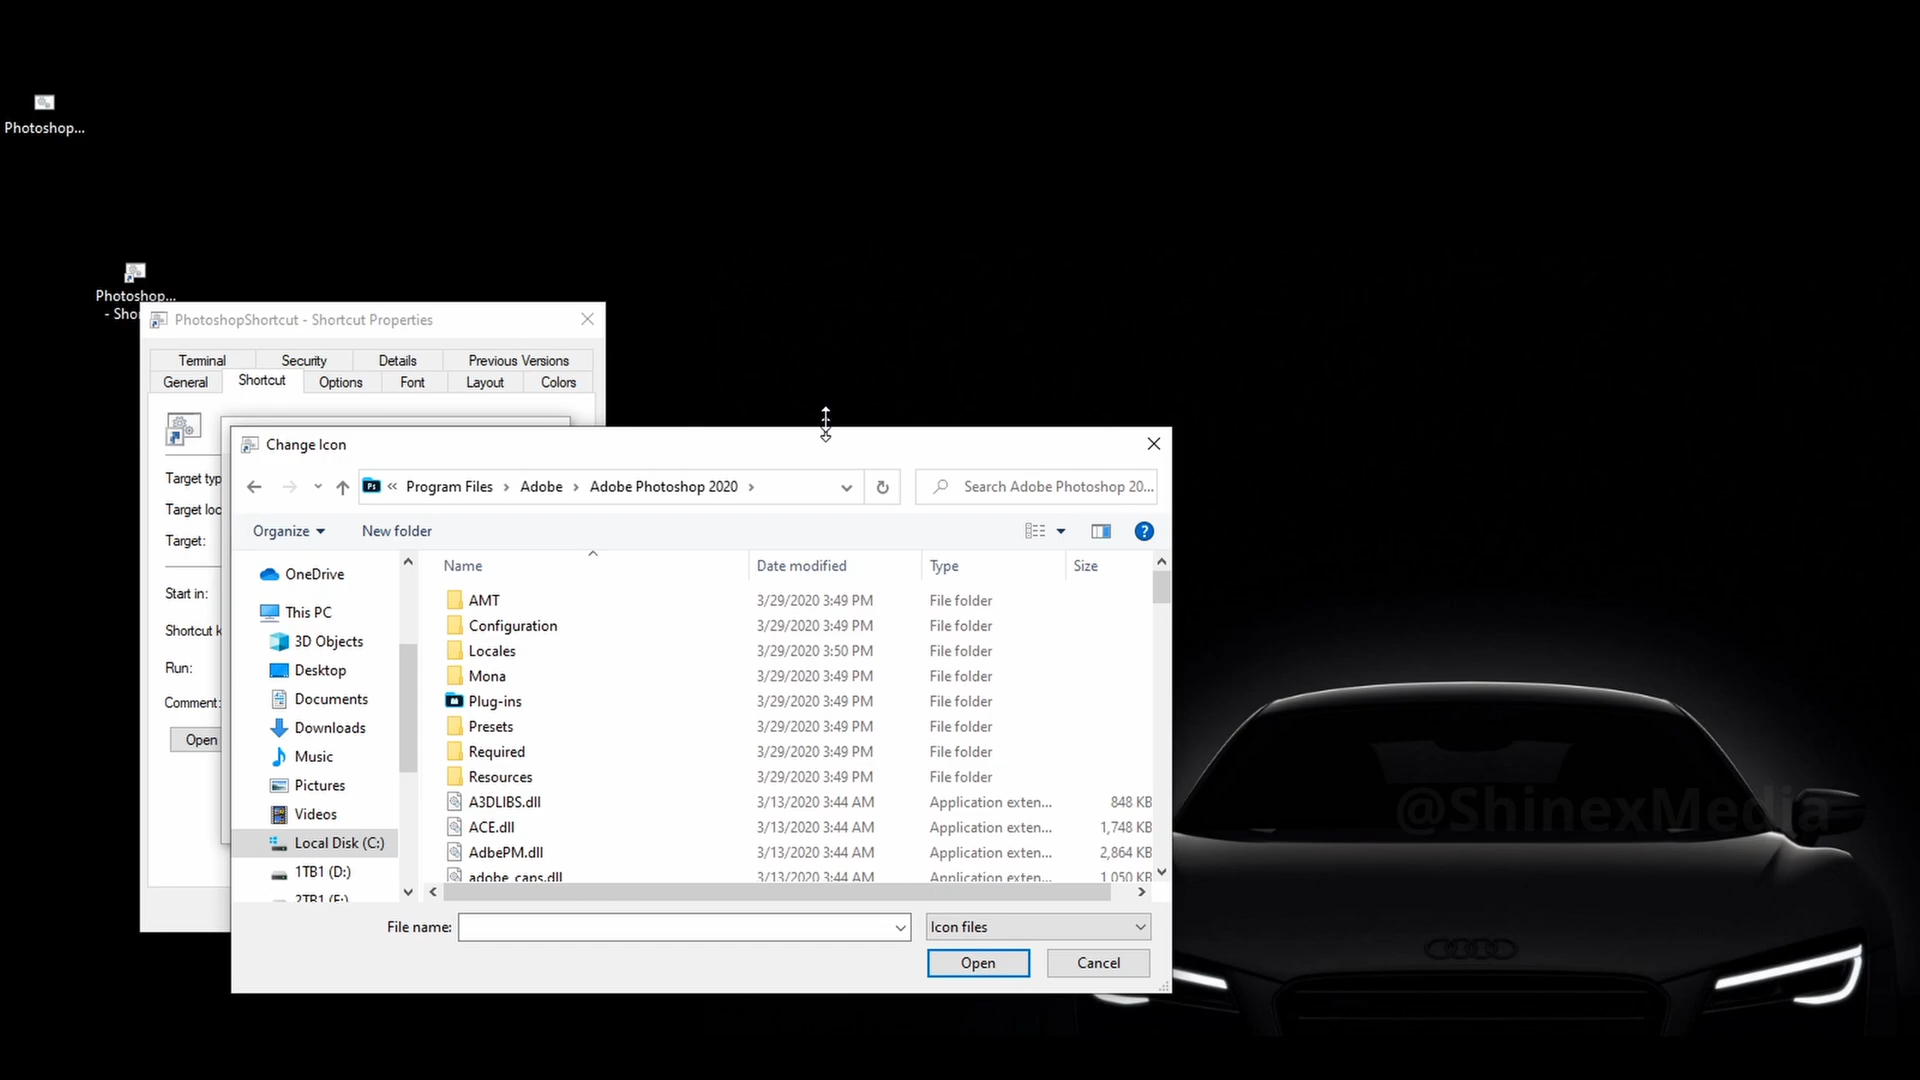 Photoshop...
Photoshop...
- Sho
PhotoshopShortcut - Shortcut Properties
Terminal Security Details Previous Versions
General Shortcut Options Font Layout Colors
Target typ
Target loc
Target:
Start in:
Shortcut k
Run:
Comment:
Open
Change Icon
« Program Files › Adobe › Adobe Photoshop 2020 ›
Search Adobe Photoshop 20...
Organize New folder
OneDrive
This PC
3D Objects
Desktop
Documents
Downloads
Music
Pictures
Videos
Local Disk (C:)
1TB1 (D:)
2TB1 (E:)
Name Date modified Type Size
AMT 3/29/2020 3:49 PM File folder
Configuration 3/29/2020 3:49 PM File folder
Locales 3/29/2020 3:50 PM File folder
Mona 3/29/2020 3:49 PM File folder
Plug-ins 3/29/2020 3:49 PM File folder
Presets 3/29/2020 3:49 PM File folder
Required 3/29/2020 3:49 PM File folder
Resources 3/29/2020 3:49 PM File folder
A3DLIBS.dll 3/13/2020 3:44 AM Application exten... 848 KB
ACE.dll 3/13/2020 3:44 AM Application exten... 1,748 KB
AdbePM.dll 3/13/2020 3:44 AM Application exten... 2,864 KB
adobe_caps.dll 3/13/2020 3:44 AM Application exten... 1,050 KB
File name:
Icon files
Open Cancel
@ShinexMedia